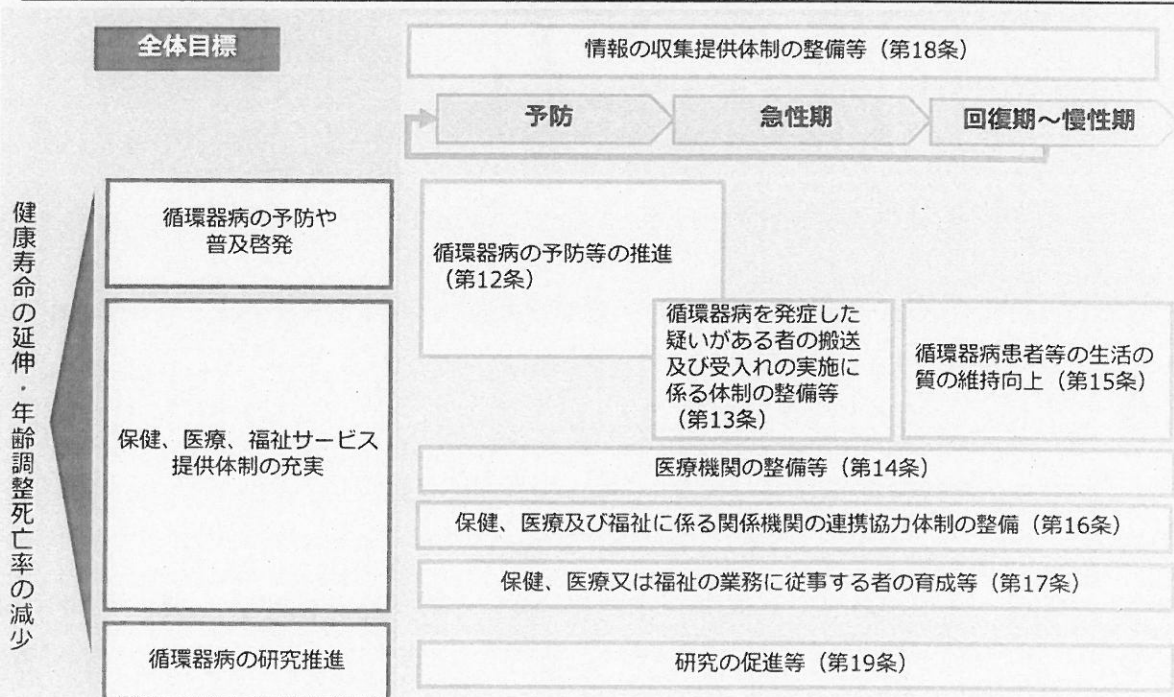 全体目標
情報の収集提供体制の整備等（第18条）
予防
急性期
回復期～慢性期
健康寿命の延伸・年齢調整死亡率の減少
循環器病の予防や
普及啓発
循環器病の予防等の推進
（第12条）
循環器病を発症した
疑いがある者の搬送
及び受入れの実施に
係る体制の整備等
（第13条）
循環器病患者等の生活の
質の維持向上（第15条）
保健、医療、福祉サービス
提供体制の充実
医療機関の整備等（第14条）
保健、医療及び福祉に係る関係機関の連携協力体制の整備（第16条）
保健、医療又は福祉の業務に従事する者の育成等（第17条）
循環器病の研究推進
研究の促進等（第19条）